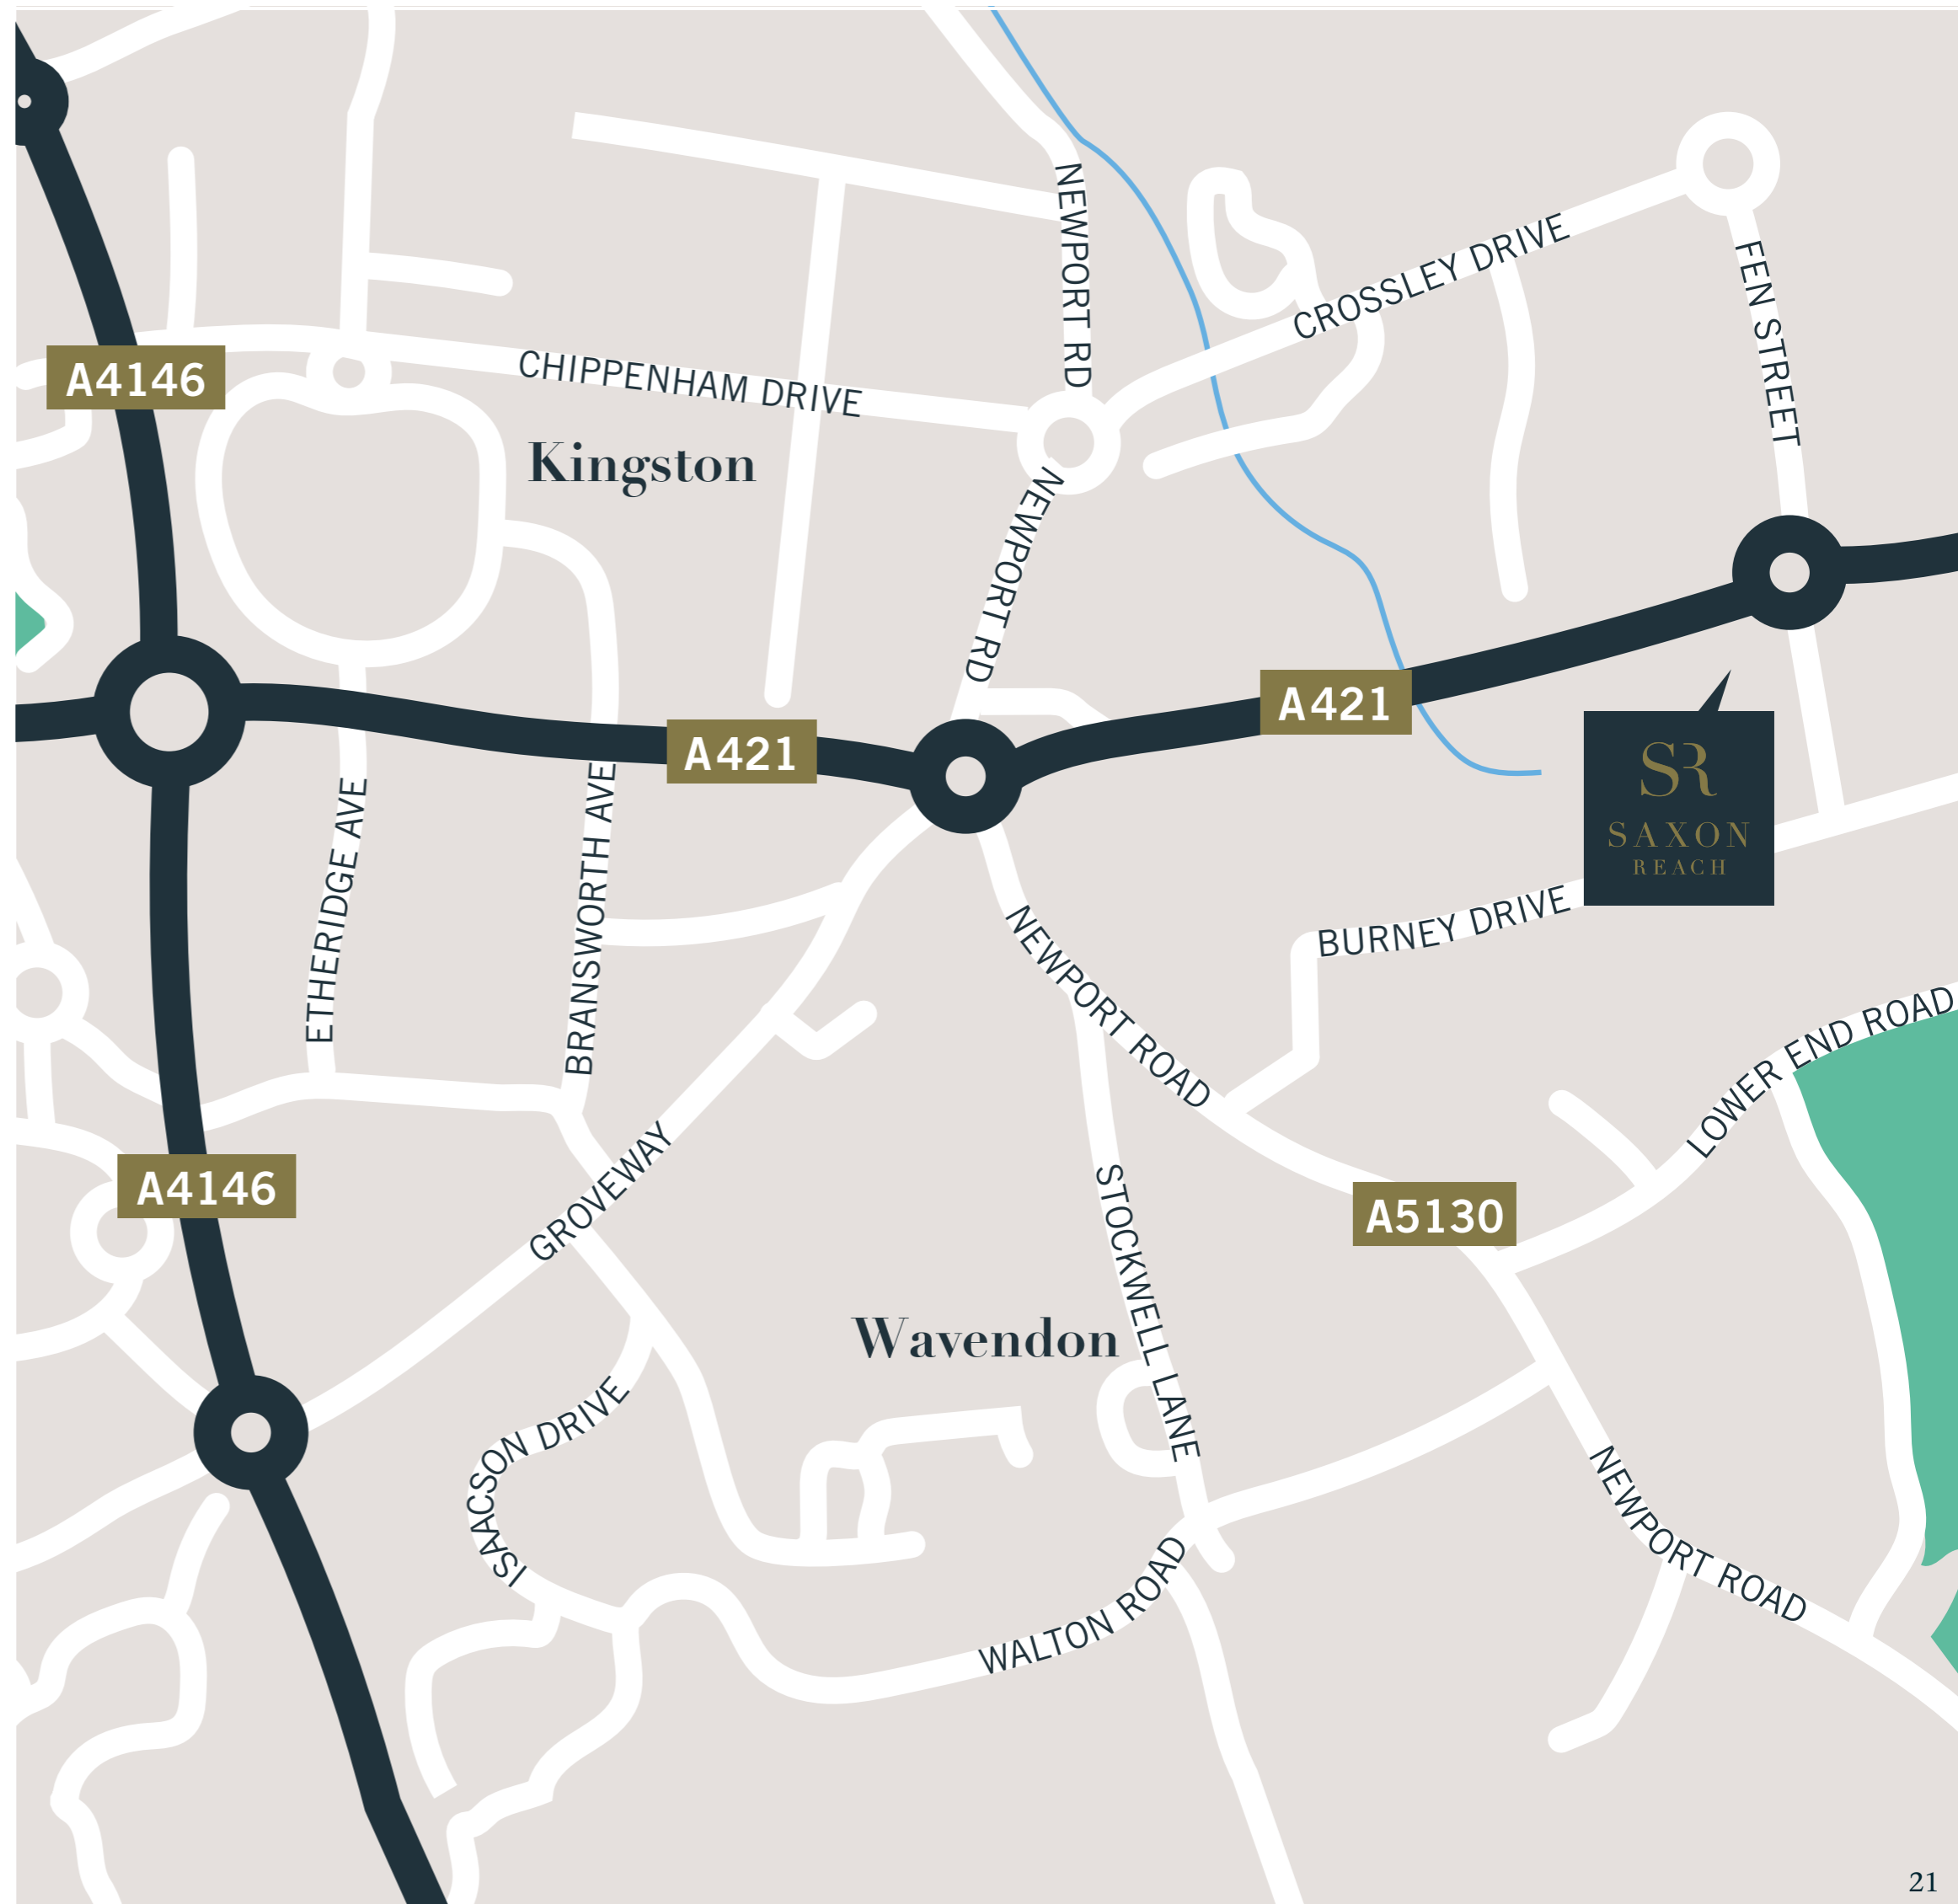 NEWPORT RD
CROSSLEY DRIVE
FEN STREET
A4146
CHIPPENHAM DRIVE
Kingston
NEWPORT RD
A421
A421
SR
SAXON
REACH
ETHERIDGE AVE
BRANSWORTH AVE
BURNEY DRIVE
NEWPORT ROAD
LOWER END ROAD
A4146
GROVEWAY
STOCKWELL LANE
A5130
Wavendon
ISAACSON DRIVE
NEWPORT ROAD
WALTON ROAD
21